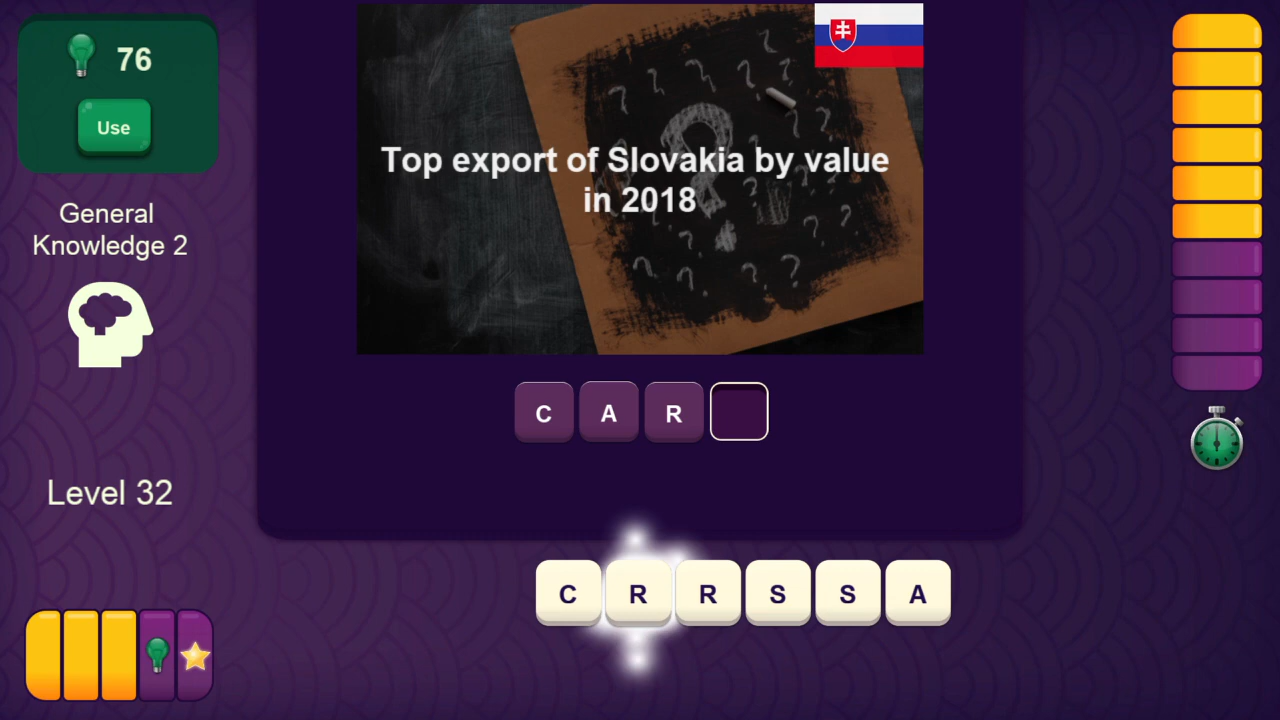 76
Use
General
Knowledge 2
Level 32
Top export of Slovakia by value
in 2018
C A R
C R R S S A